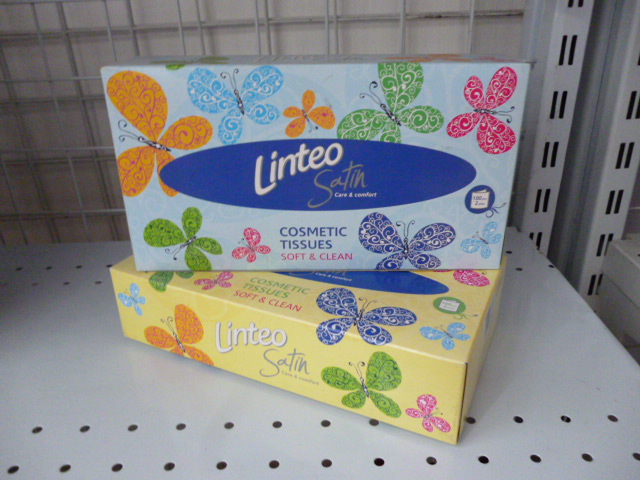 Linteo
Satin
Care & comfort
COSMETIC
TISSUES
SOFT & CLEAN
COSMETIC
TISSUES
SOFT & CLEAN
Linteo
Satin
Care & comfort